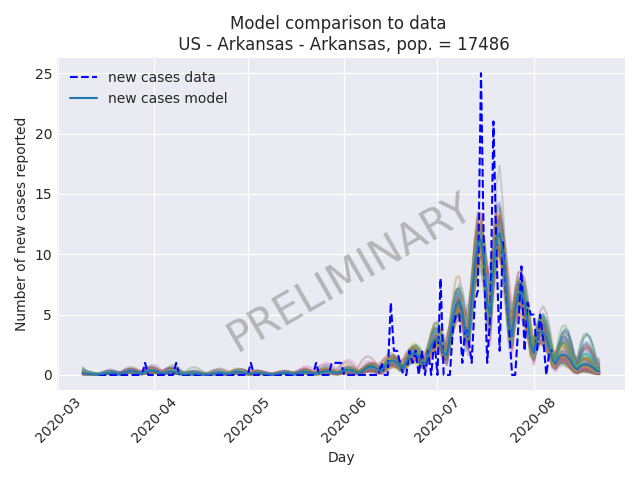 Model comparison to data
US - Arkansas - Arkansas, pop. = 17486
25
20
15
10
5
0
Number of new cases reported
new cases data
new cases model
PRELIMINARY
2020-03
2020-04
2020-05
2020-06
2020-07
2020-08
Day